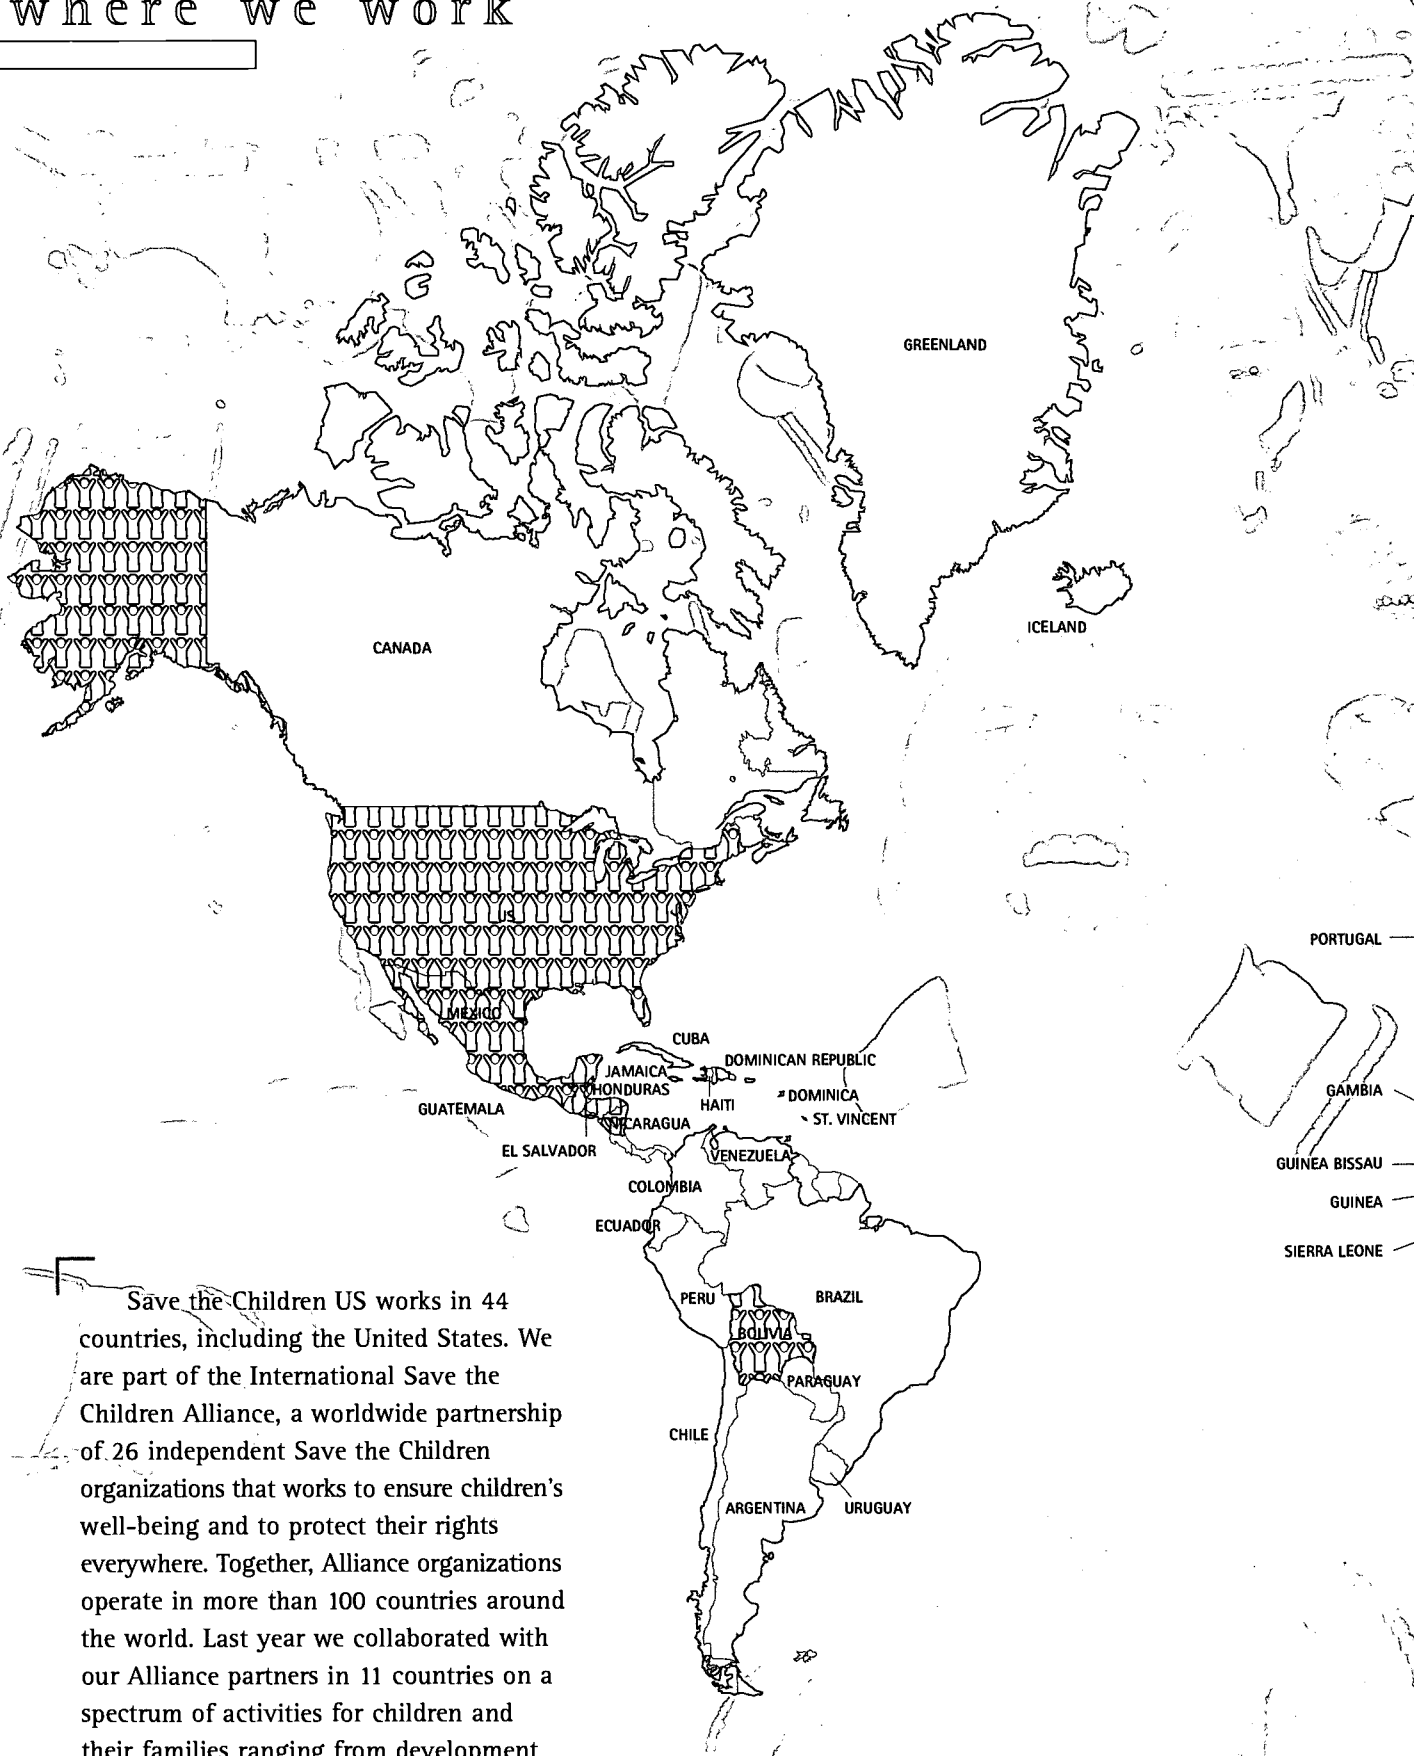 where we work
GREENLAND
ICELAND
CANADA
US
PORTUGAL
MEXICO
CUBA
DOMINICAN REPUBLIC
JAMAICA
HONDURAS
DOMINICA
GAMBIA
HAITI
GUATEMALA
ST. VINCENT
NICARAGUA
EL SALVADOR
VENEZUELA
GUINEA BISSAU
COLOMBIA
GUINEA
ECUADOR
SIERRA LEONE
PERU
BRAZIL
BOLIVIA
PARAGUAY
CHILE
ARGENTINA
URUGUAY
Save the Children US works in 44
countries, including the United States. We
are part of the International Save the
Children Alliance, a worldwide partnership
of 26 independent Save the Children
organizations that works to ensure children's
well-being and to protect their rights
everywhere. Together, Alliance organizations
operate in more than 100 countries around
the world. Last year we collaborated with
our Alliance partners in 11 countries on a
spectrum of activities for children and
their families ranging from development